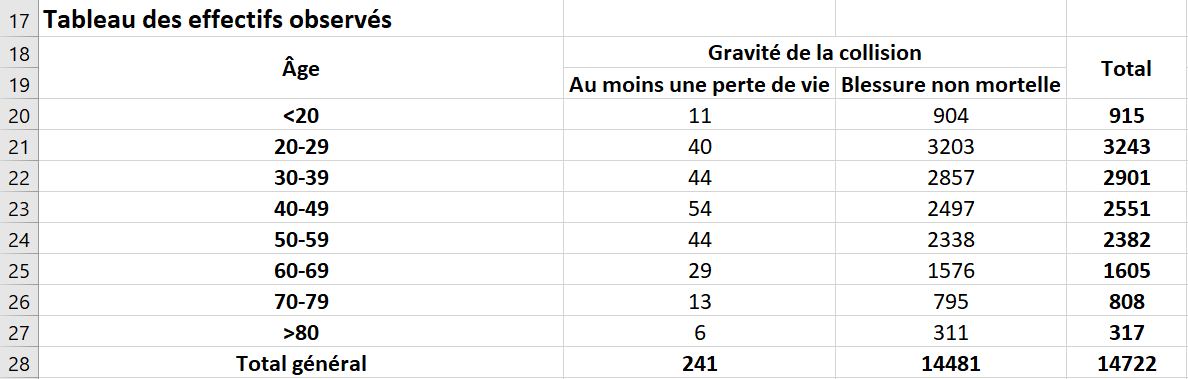 17 Tableau des effectifs observés
18 Âge Gravité de la collision Total
19 Au moins une perte de vie Blessure non mortelle
20 <20 11 904 915
21 20-29 40 3203 3243
22 30-39 44 2857 2901
23 40-49 54 2497 2551
24 50-59 44 2338 2382
25 60-69 29 1576 1605
26 70-79 13 795 808
27 >80 6 311 317
28 Total général 241 14481 14722